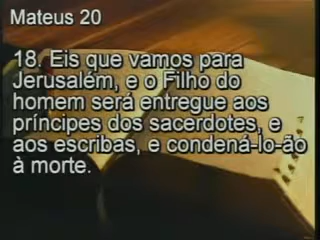 Mateus 20
18. Eis que vamos para
Jerusalém, e o Filho do
homem será entregue aos
príncipes dos sacerdotes, e
aos escribas, e condená-lo-ão
à morte.